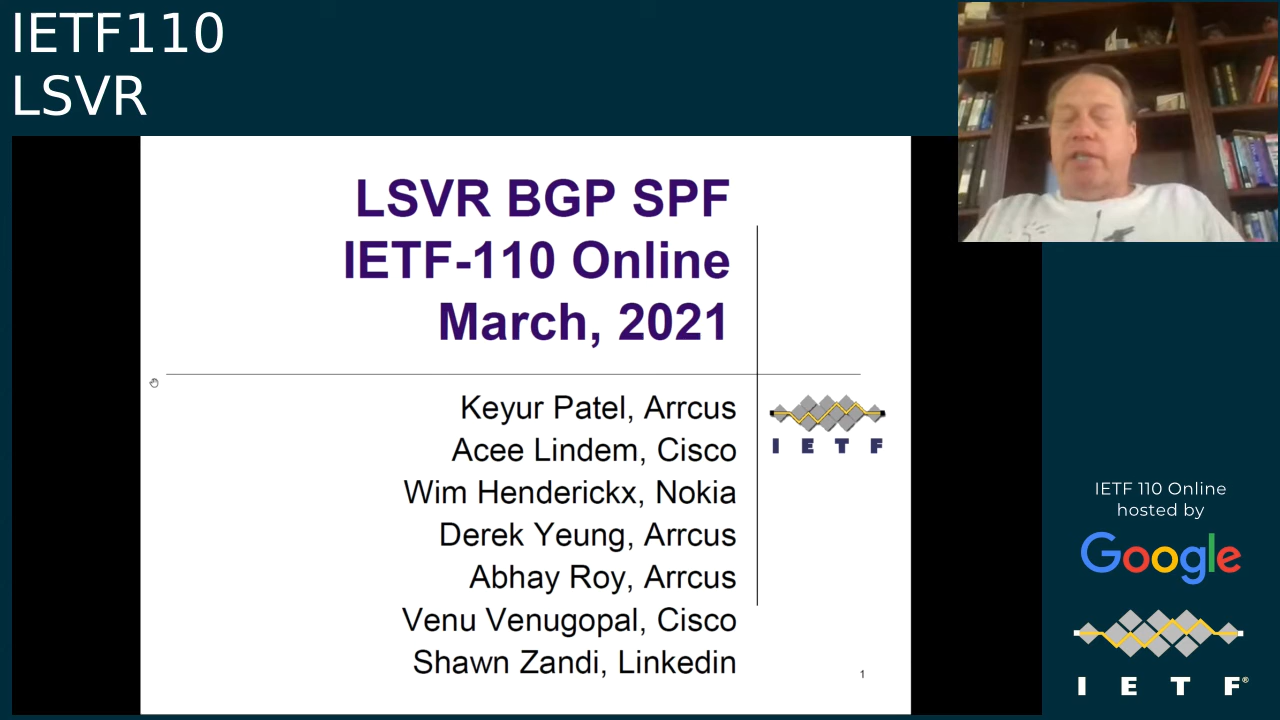 IETF110
LSVR
LSVR BGP SPF
IETF-110 Online
March, 2021
Keyur Patel, Arrcus
Acee Lindem, Cisco
Wim Henderickx, Nokia
Derek Yeung, Arrcus
Abhay Roy, Arrcus
Venu Venugopal, Cisco
Shawn Zandi, Linkedin
I E T F
1
IETF 110 Online
hosted by
Google
I E T F®